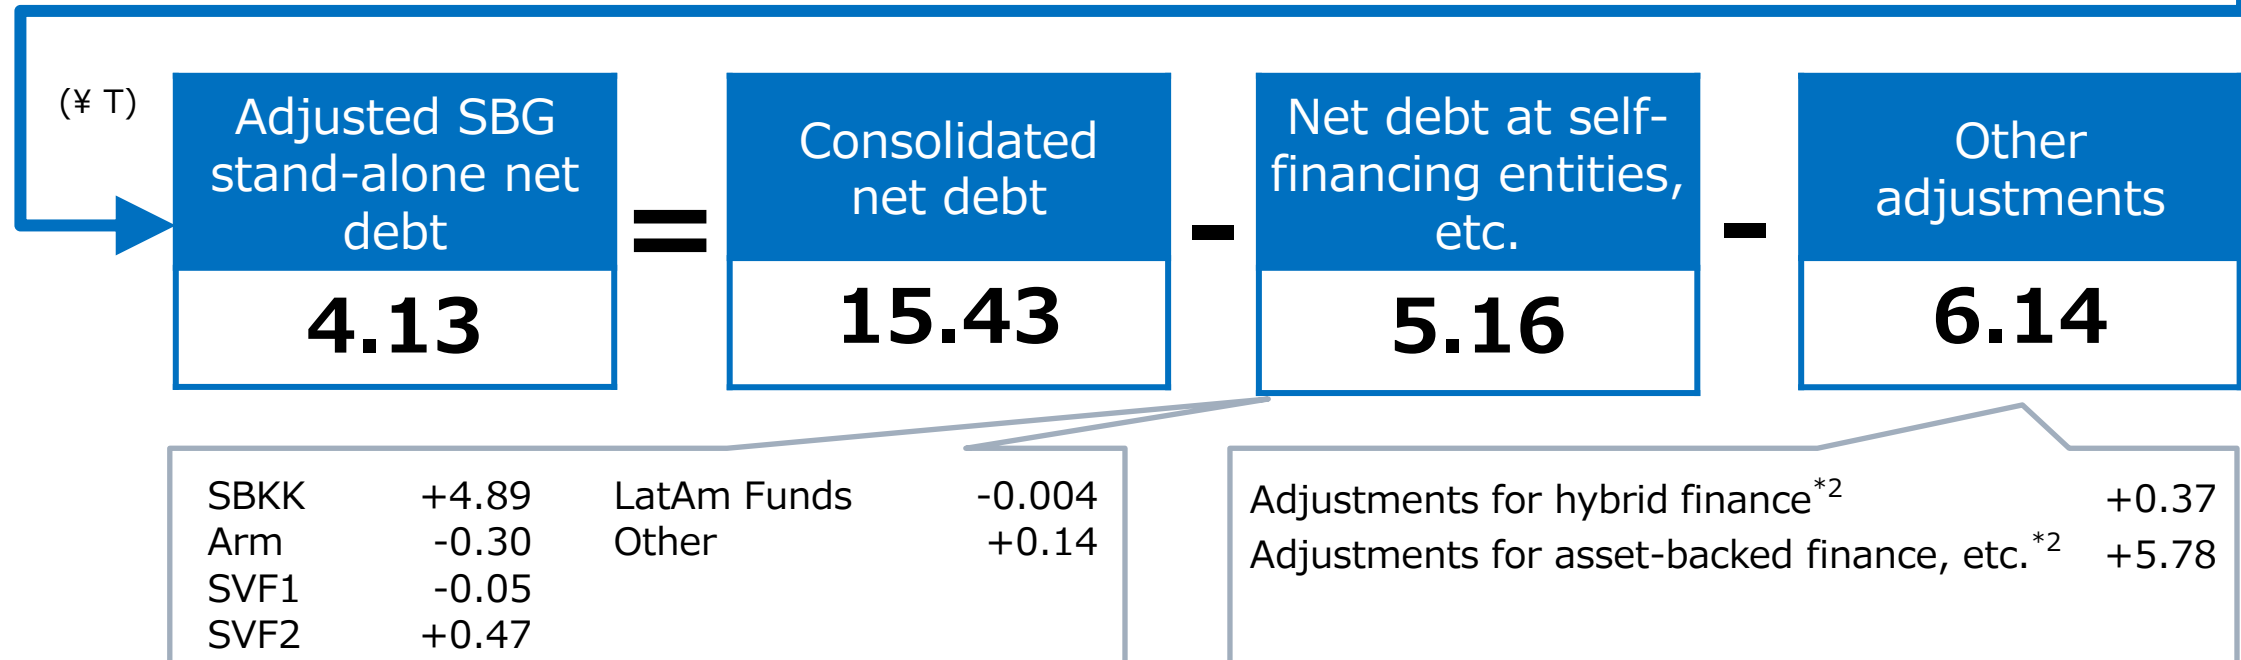 (¥ T)
Adjusted SBG
stand-alone net
debt
4.13
=
Consolidated
net debt
15.43
-
Net debt at self-
financing entities,
etc.
5.16
-
Other
adjustments
6.14
SBKK +4.89 LatAm Funds -0.004
Arm -0.30 Other +0.14
SVF1 -0.05
SVF2 +0.47
Adjustments for hybrid finance*2 +0.37
Adjustments for asset-backed finance, etc.*2 +5.78